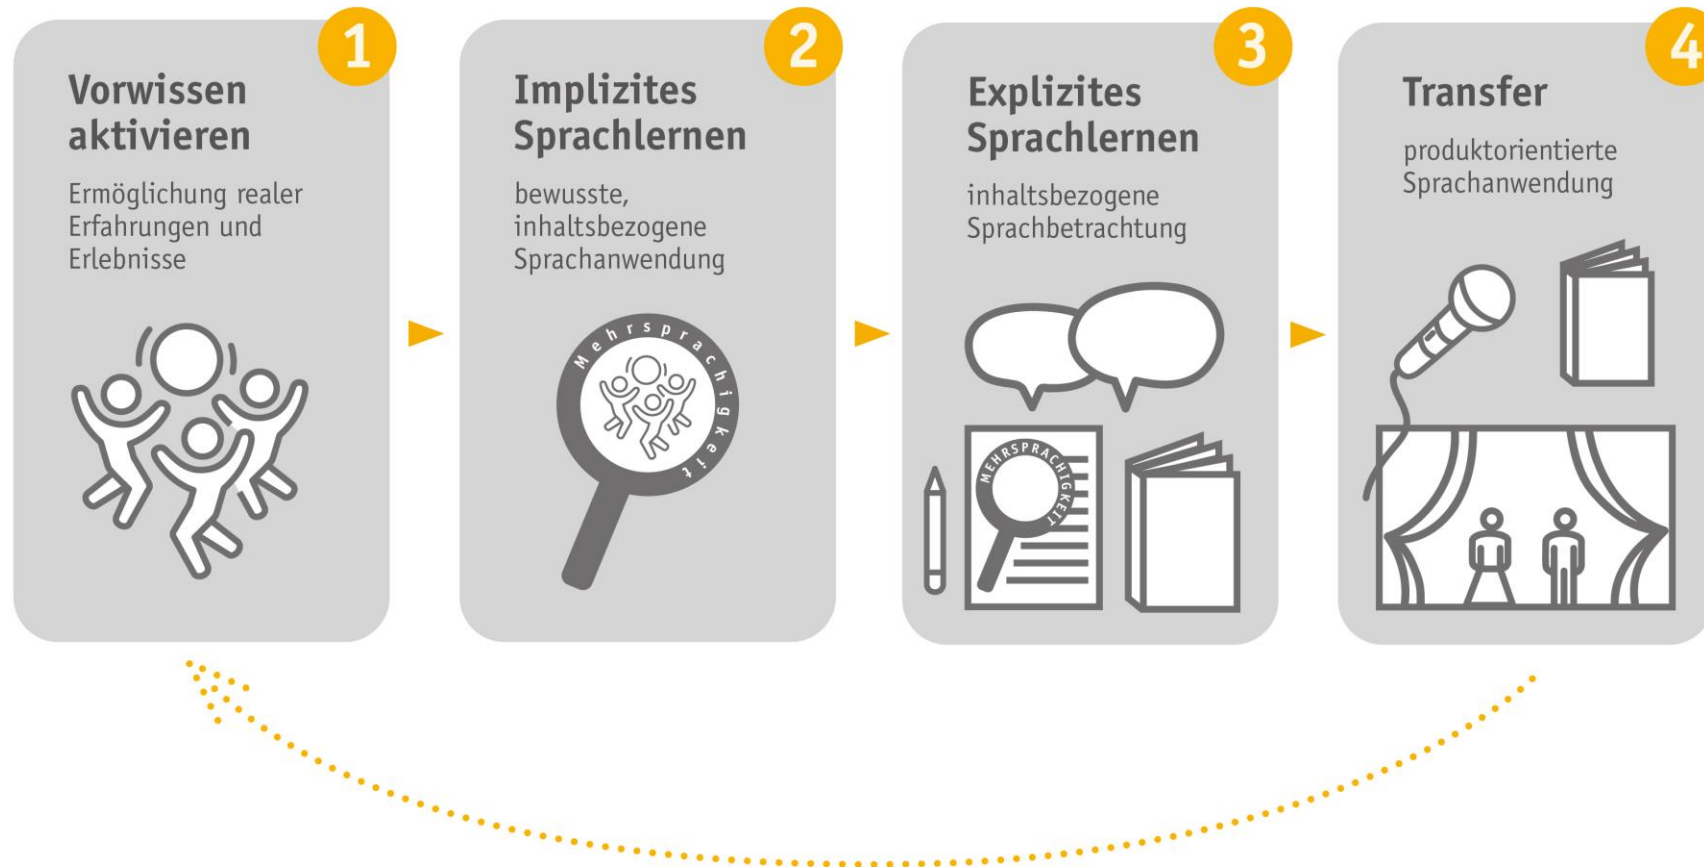 1
Vorwissen
aktivieren
Ermöglichung realer
Erfahrungen und
Erlebnisse
2
Implizites
Sprachlernen
bewusste,
inhaltsbezogene
Sprachanwendung
Mehrsprachigkeit
3
Explizites
Sprachlernen
inhaltsbezogene
Sprachbetrachtung
MEHRSPRACHIGKEIT
4
Transfer
produktorientierte
Sprachanwendung